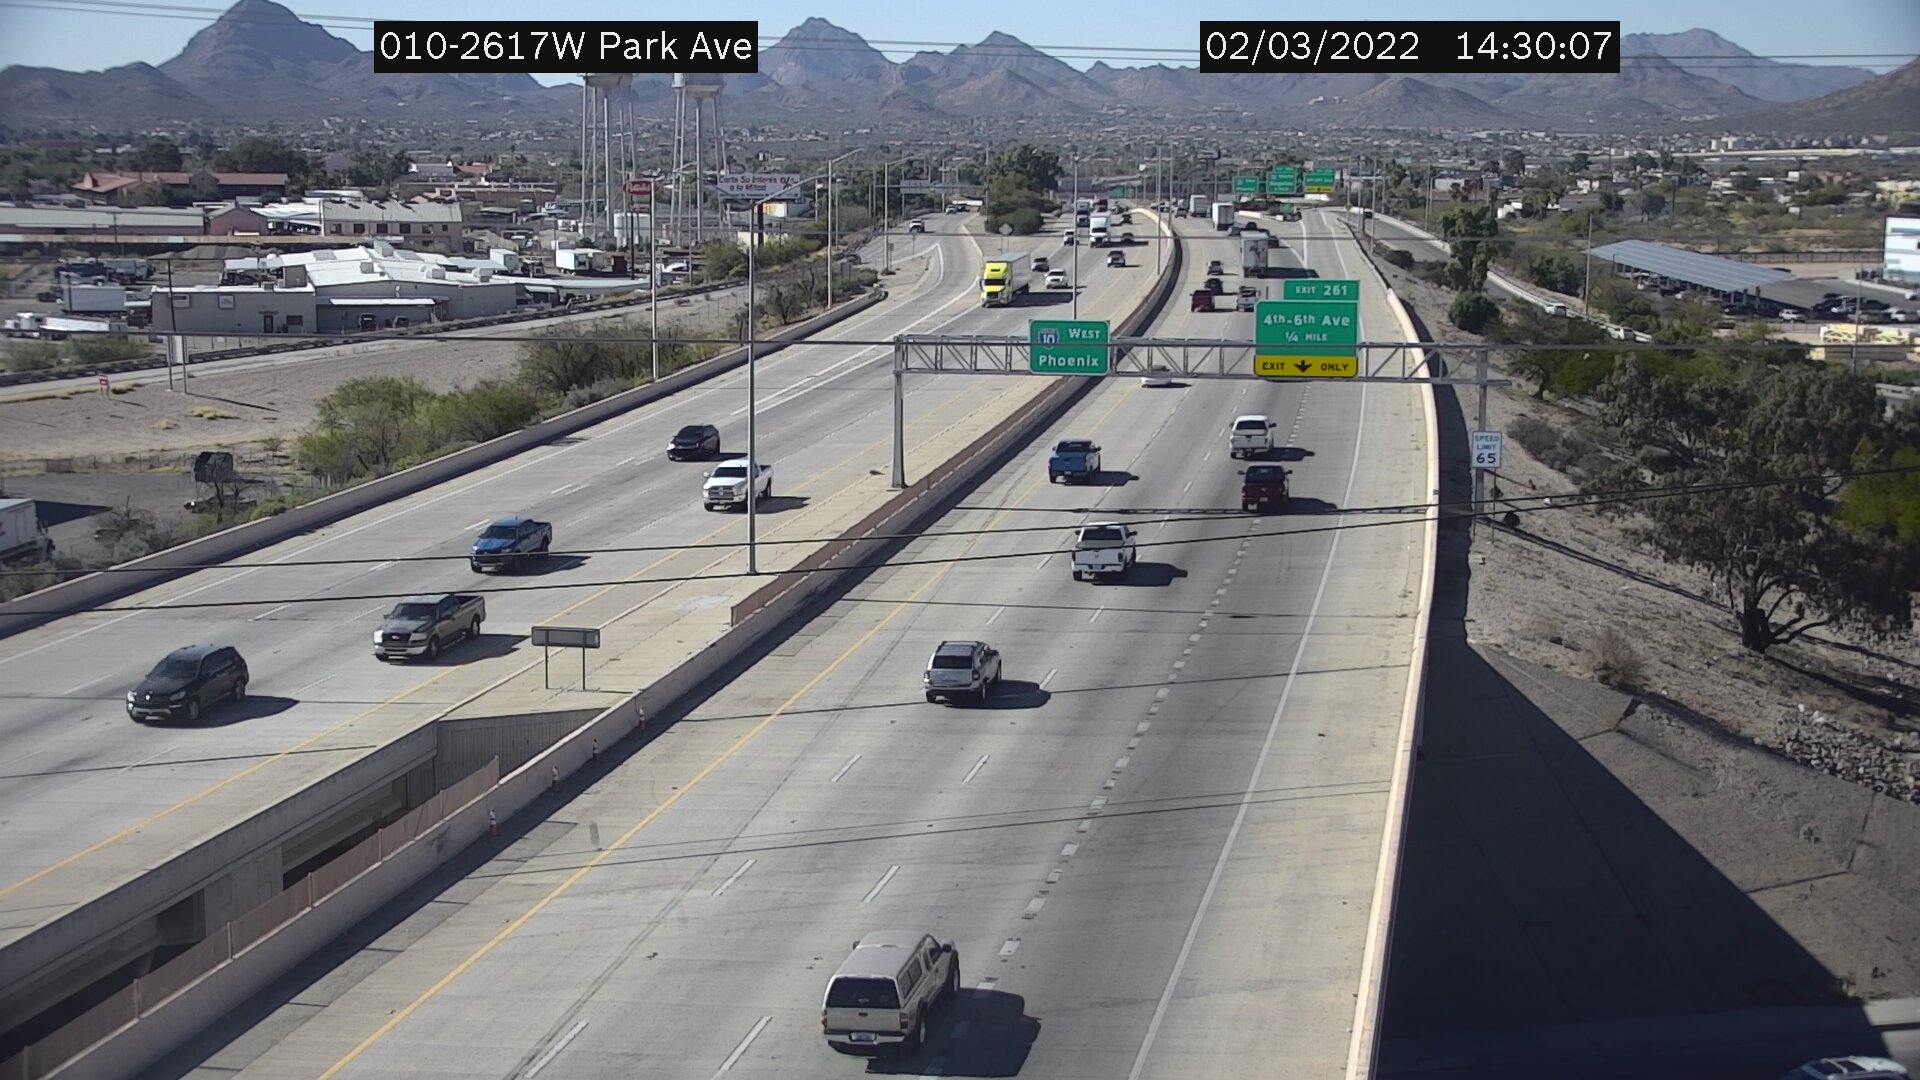 010-2617W Park Ave
02/03/2022 14:30:07
EXIT 261
4th-6th Ave
1/4 MILE
EXIT ONLY
10 WEST
Phoenix
SPEED
LIMIT
65